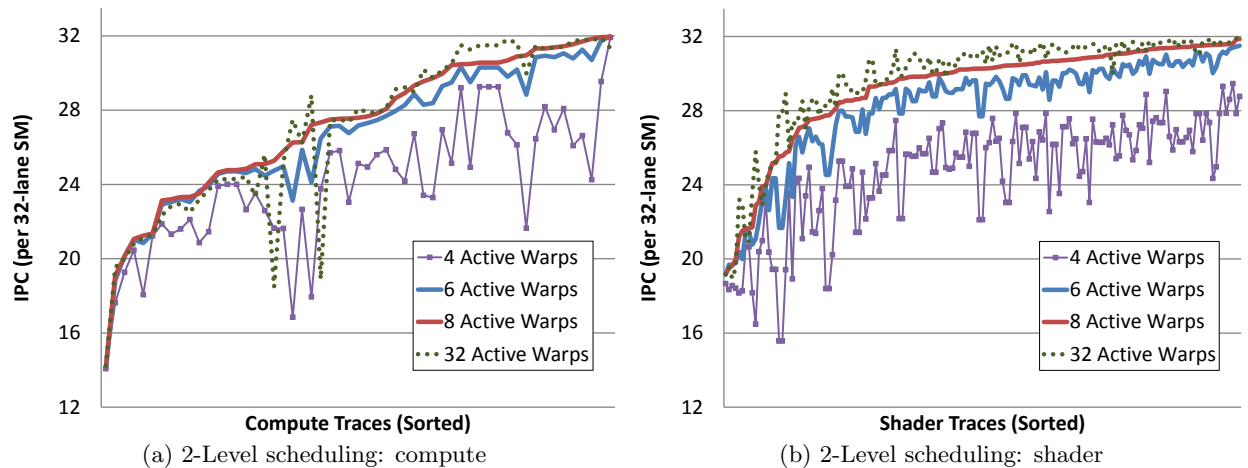 IPC (per 32-lane SM)
32
28
24
20
16
12
4 Active Warps
6 Active Warps
8 Active Warps
32 Active Warps
Compute Traces (Sorted)
(a) 2-Level scheduling: compute
IPC (per 32-lane SM)
32
28
24
20
16
12
4 Active Warps
6 Active Warps
8 Active Warps
32 Active Warps
Shader Traces (Sorted)
(b) 2-Level scheduling: shader